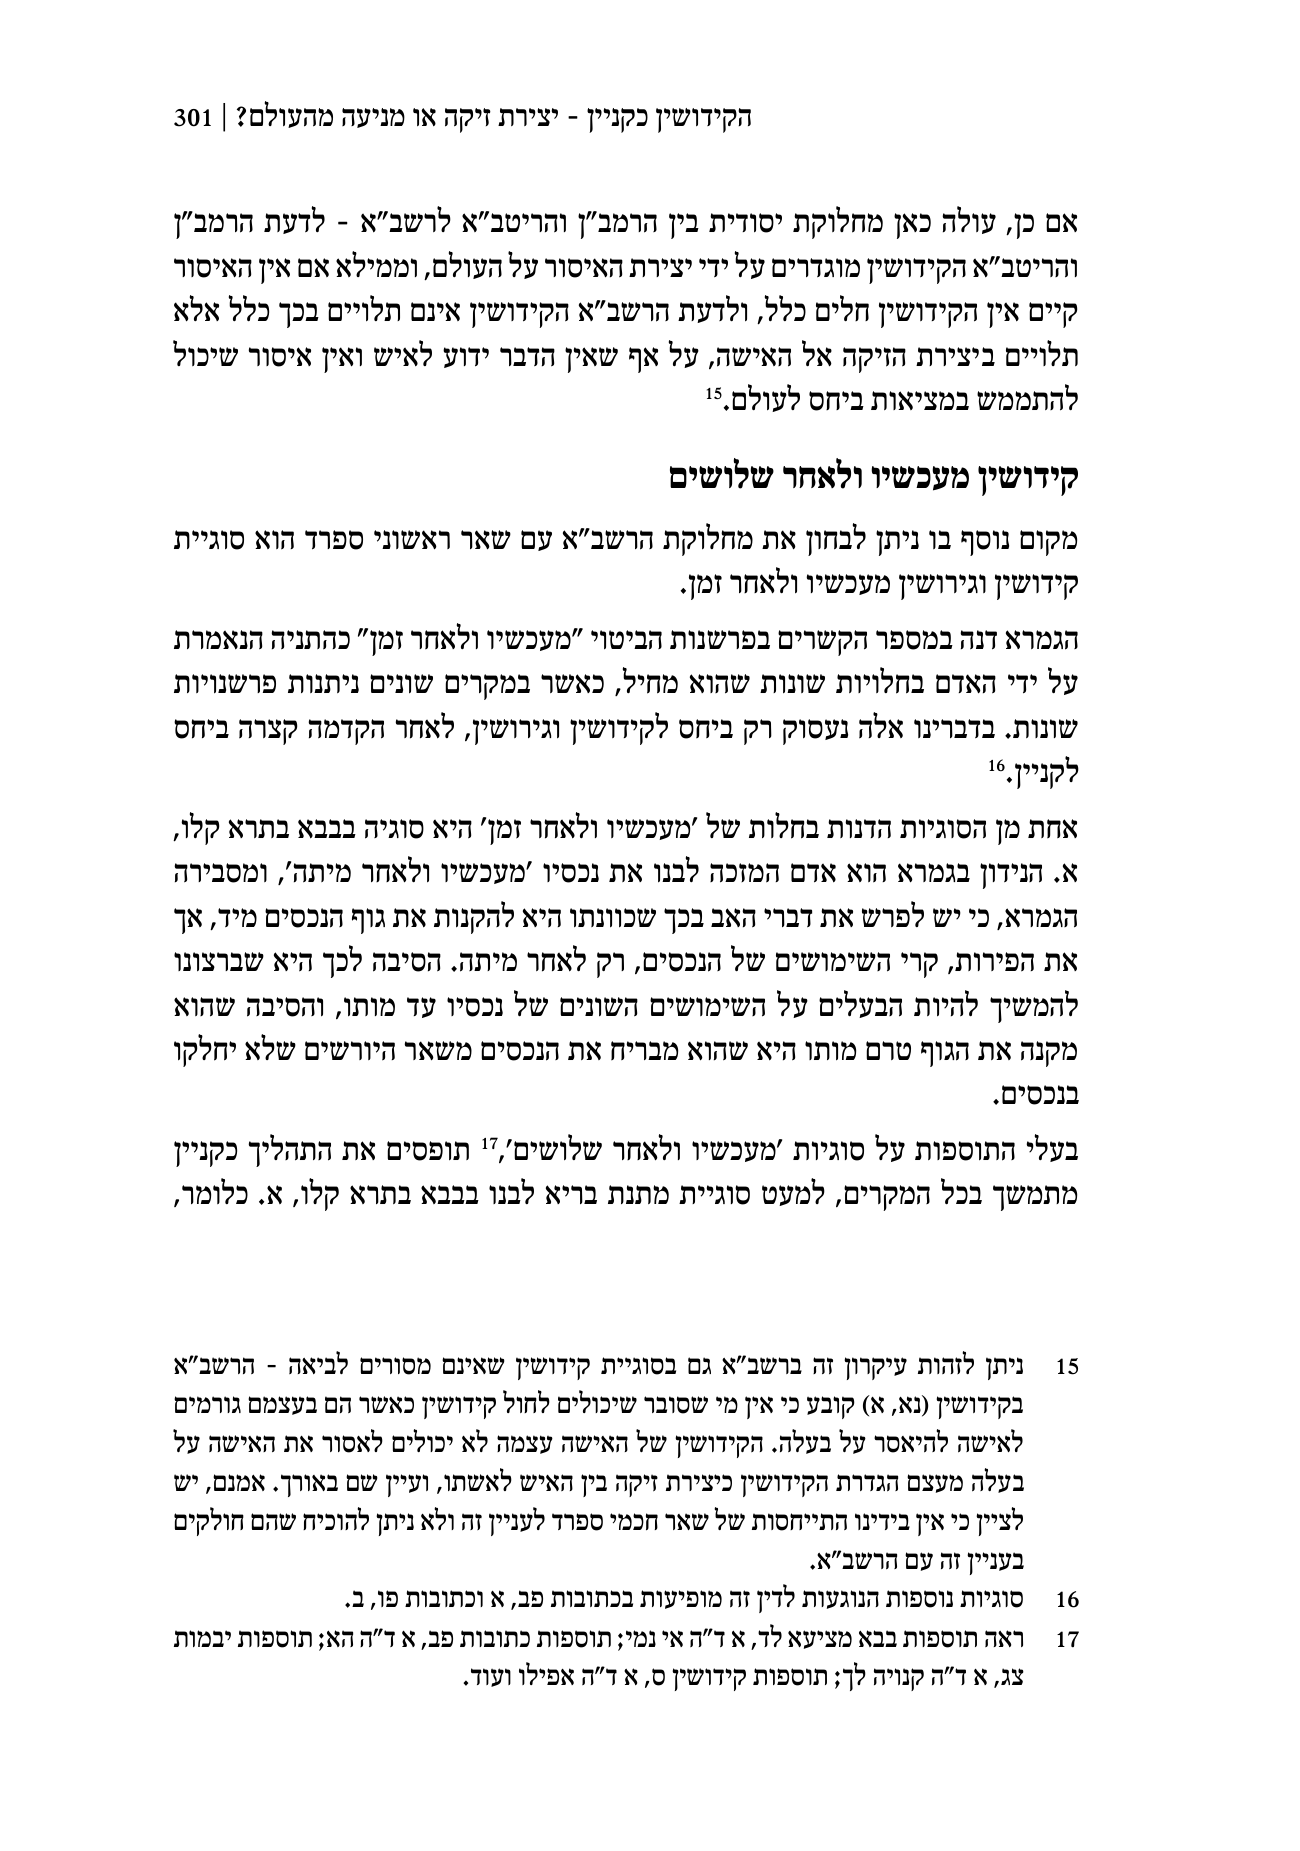 הקידושין כקניין - יצירת זיקה או מניעה מהעולם? | 301
אם כן, עולה כאן מחלוקת יסודית בין הרמב"ן והריטב"א לרשב"א - לדעת הרמב"ן
והריטב"א הקידושין מוגדרים על ידי יצירת האיסור על העולם, וממילא אם אין האיסור
קיים אין הקידושין חלים כלל, ולדעת הרשב"א הקידושין אינם תלויים בכך כלל אלא
תלויים ביצירת הזיקה אל האישה, על אף שאין הדבר ידוע לאיש ואין איסור שיכול
להתממש במציאות ביחס לעולם.15
קידושין מעכשיו ולאחר שלושים
מקום נוסף בו ניתן לבחון את מחלוקת הרשב"א עם שאר ראשוני ספרד הוא סוגיית
קידושין וגירושין מעכשיו ולאחר זמן.
הגמרא דנה במספר הקשרים בפרשנות הביטוי "מעכשיו ולאחר זמן" כהתניה הנאמרת
על ידי האדם בחלויות שונות שהוא מחיל, כאשר במקרים שונים ניתנות פרשנויות
שונות. בדברינו אלה נעסוק רק ביחס לקידושין וגירושין, לאחר הקדמה קצרה ביחס
לקניין.16
אחת מן הסוגיות הדנות בחלות של 'מעכשיו ולאחר זמן' היא סוגיה בבבא בתרא קלו,
א. הנידון בגמרא הוא אדם המזכה לבנו את נכסיו 'מעכשיו ולאחר מיתה', ומסבירה
הגמרא, כי יש לפרש את דברי האב בכך שכוונתו היא להקנות את גוף הנכסים מיד, אך
את הפירות, קרי השימושים של הנכסים, רק לאחר מיתה. הסיבה לכך היא שברצונו
להמשיך להיות הבעלים על השימושים השונים של נכסיו עד מותו, והסיבה שהוא
מקנה את הגוף טרם מותו היא שהוא מבריח את הנכסים משאר היורשים שלא יחלקו
בנכסים.
בעלי התוספות על סוגיות 'מעכשיו ולאחר שלושים',17 תופסים את התהליך כקניין
מתמשך בכל המקרים, למעט סוגיית מתנת בריא לבנו בבבא בתרא קלו, א. כלומר,
15 ניתן לזהות עיקרון זה ברשב"א גם בסוגיית קידושין שאינם מסורים לביאה - הרשב"א
בקידושין (נא, א) קובע כי אין מי שסובר שיכולים לחול קידושין כאשר הם בעצמם גורמים
לאישה להיאסר על בעלה. הקידושין של האישה עצמה לא יכולים לאסור את האישה על
בעלה מעצם הגדרת הקידושין כיצירת זיקה בין האיש לאשתו, ועיין שם באורך. אמנם, יש
לציין כי אין בידינו התייחסות של שאר חכמי ספרד לעניין זה ולא ניתן להוכיח שהם חולקים
בעניין זה עם הרשב"א.
16 סוגיות נוספות הנוגעות לדין זה מופיעות בכתובות פב, א וכתובות פו, ב.
17 ראה תוספות בבא מציעא לד, א ד"ה אי נמי; תוספות כתובות פב, א ד"ה הא; תוספות יבמות
צג, א ד"ה קנויה לך; תוספות קידושין ס, א ד"ה אפילו ועוד.